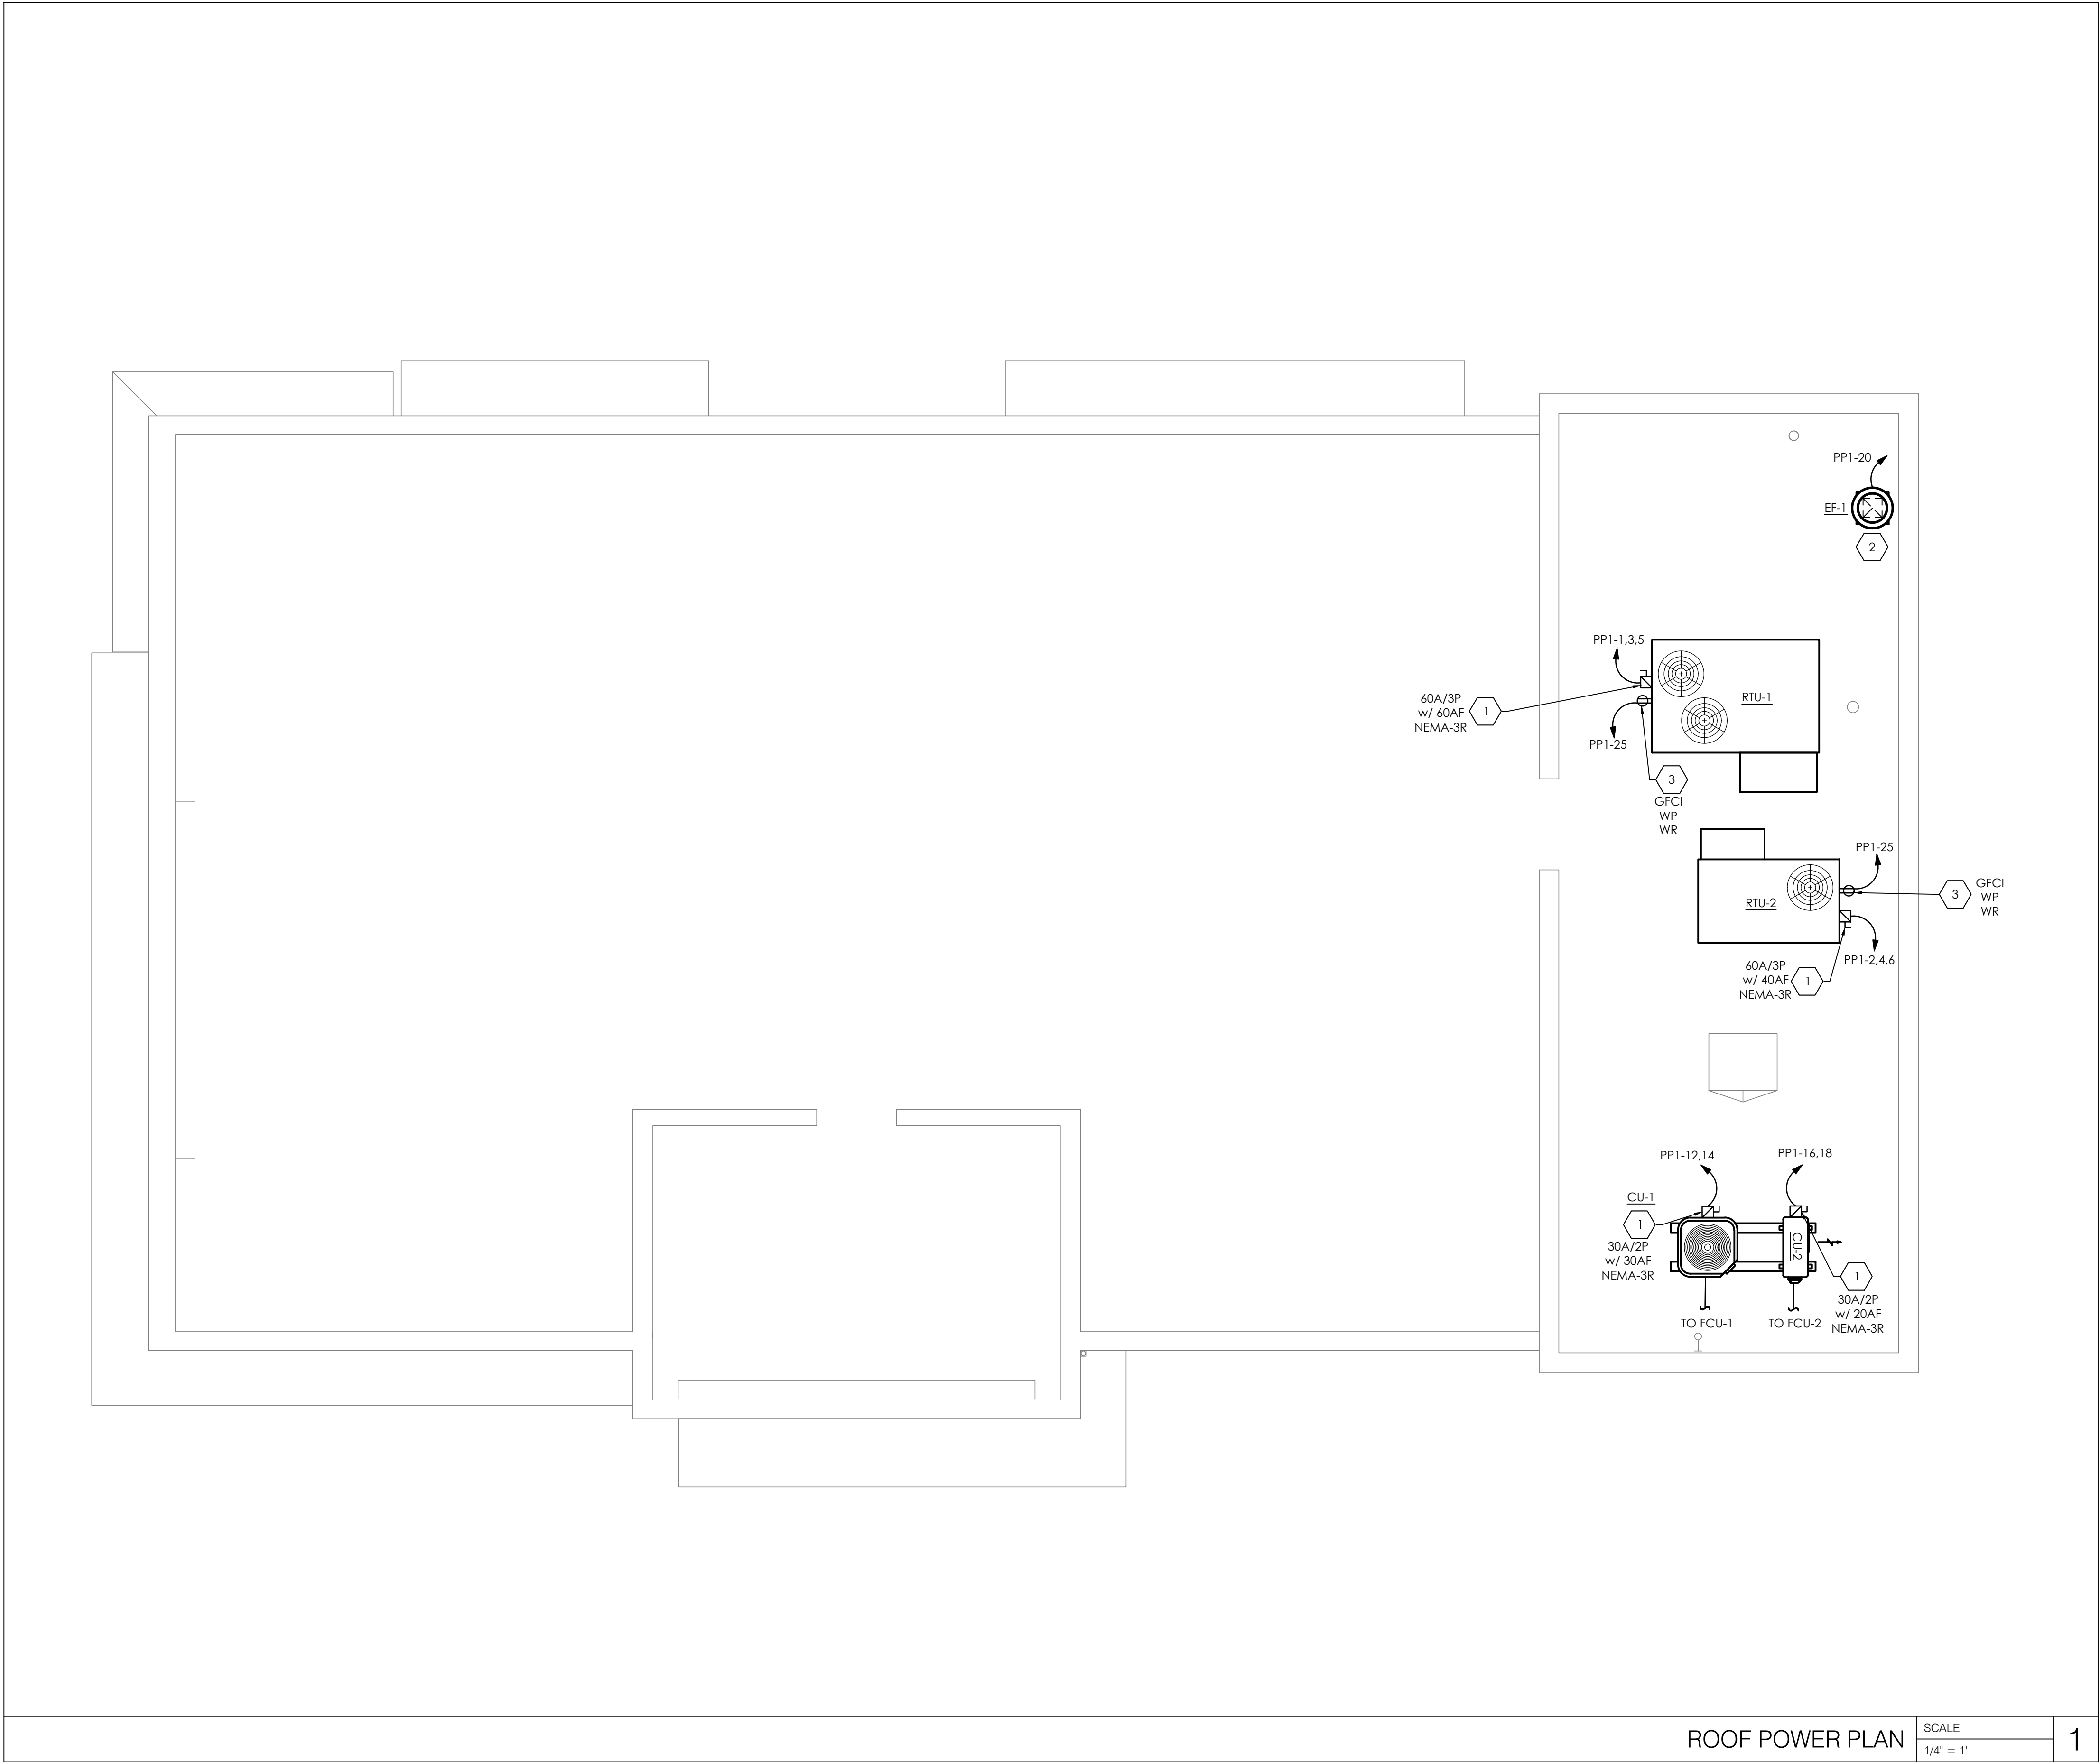 PP1-20
EF-1
2
PP1-1,3,5
60A/3P
w/ 60AF
NEMA-3R
1
RTU-1
PP1-25
3
GFCI
WP
WR
PP1-25
RTU-2
3
GFCI
WP
WR
PP1-2,4,6
60A/3P
w/ 40AF
NEMA-3R
1
PP1-12,14
PP1-16,18
CU-1
1
30A/2P
w/ 30AF
NEMA-3R
CU-2
1
30A/2P
w/ 20AF
NEMA-3R
TO FCU-1
TO FCU-2
ROOF POWER PLAN
SCALE
1/4" = 1'
1